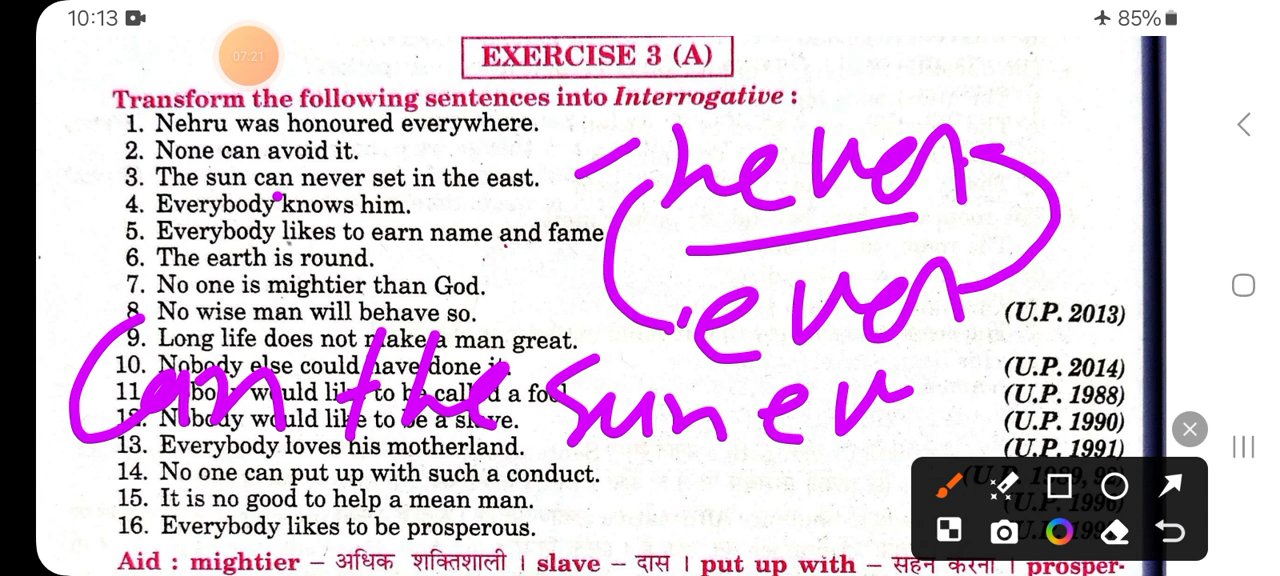 10:13
85%
07:21
EXERCISE 3 (A)
Transform the following sentences into Interrogative :
1. Nehru was honoured everywhere.
2. None can avoid it.
3. The sun can never set in the east.
never
4. Everybody knows him.
5. Everybody likes to earn name and fame
6. The earth is round.
7. No one is mightier than God.
ever
8. No wise man will behave so. (U.P. 2013)
9. Long life does not make a man great.
10. Nobody else could have done it. (U.P. 2014)
Can the sun ev
11. would like to be called a fool (U.P. 1988)
12. Nobody would like to be a slave. (U.P. 1990)
13. Everybody loves his motherland. (U.P. 1991)
14. No one can put up with such a conduct.
15. It is no good to help a mean man.
16. Everybody likes to be prosperous.
Aid : mightier – अधिक शक्तिशाली । slave – दास । put up with – सहन करना । prosper-